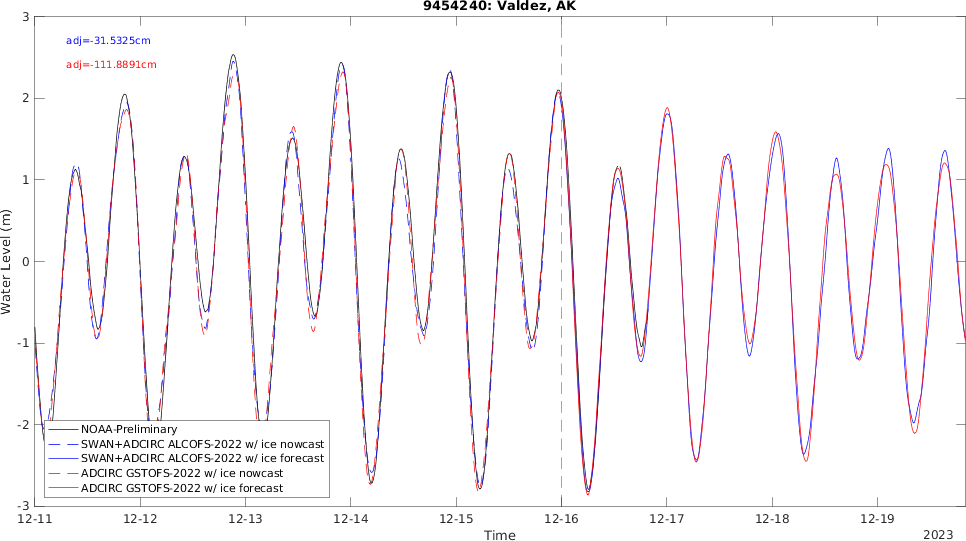 9454240: Valdez, AK
adj=-31.5325cm
adj=-111.8891cm
3
2
1
0
-1
-2
-3
Water Level (m)
NOAA-Preliminary
SWAN+ADCIRC ALCOFS-2022 w/ ice nowcast
SWAN+ADCIRC ALCOFS-2022 w/ ice forecast
ADCIRC GSTOFS-2022 w/ ice nowcast
ADCIRC GSTOFS-2022 w/ ice forecast
12-11 12-12 12-13 12-14 12-15 12-16 12-17 12-18 12-19
Time
2023